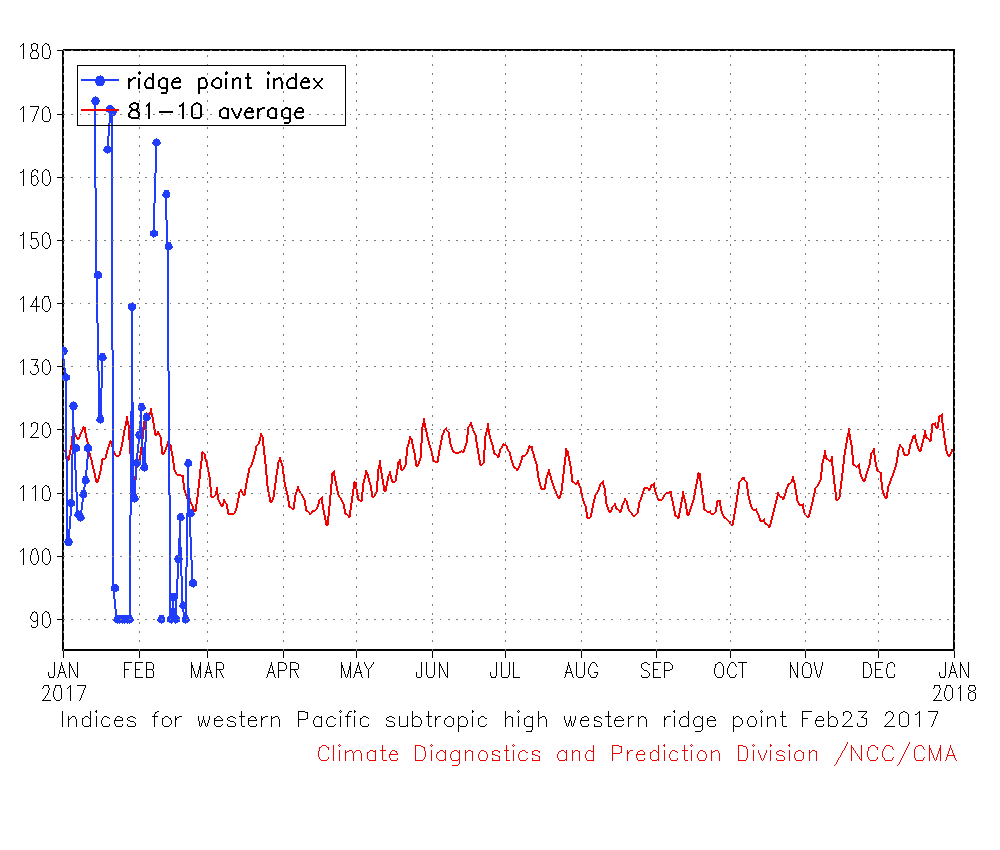 180
170
160
150
140
130
120
110
100
90
ridge point index
81-10 average
JAN FEB MAR APR MAY JUN JUL AUG SEP OCT NOV DEC JAN
2017 2018
Indices for western Pacific subtropic high western ridge point Feb23 2017
Climate Diagnostics and Prediction Division /NCC/CMA